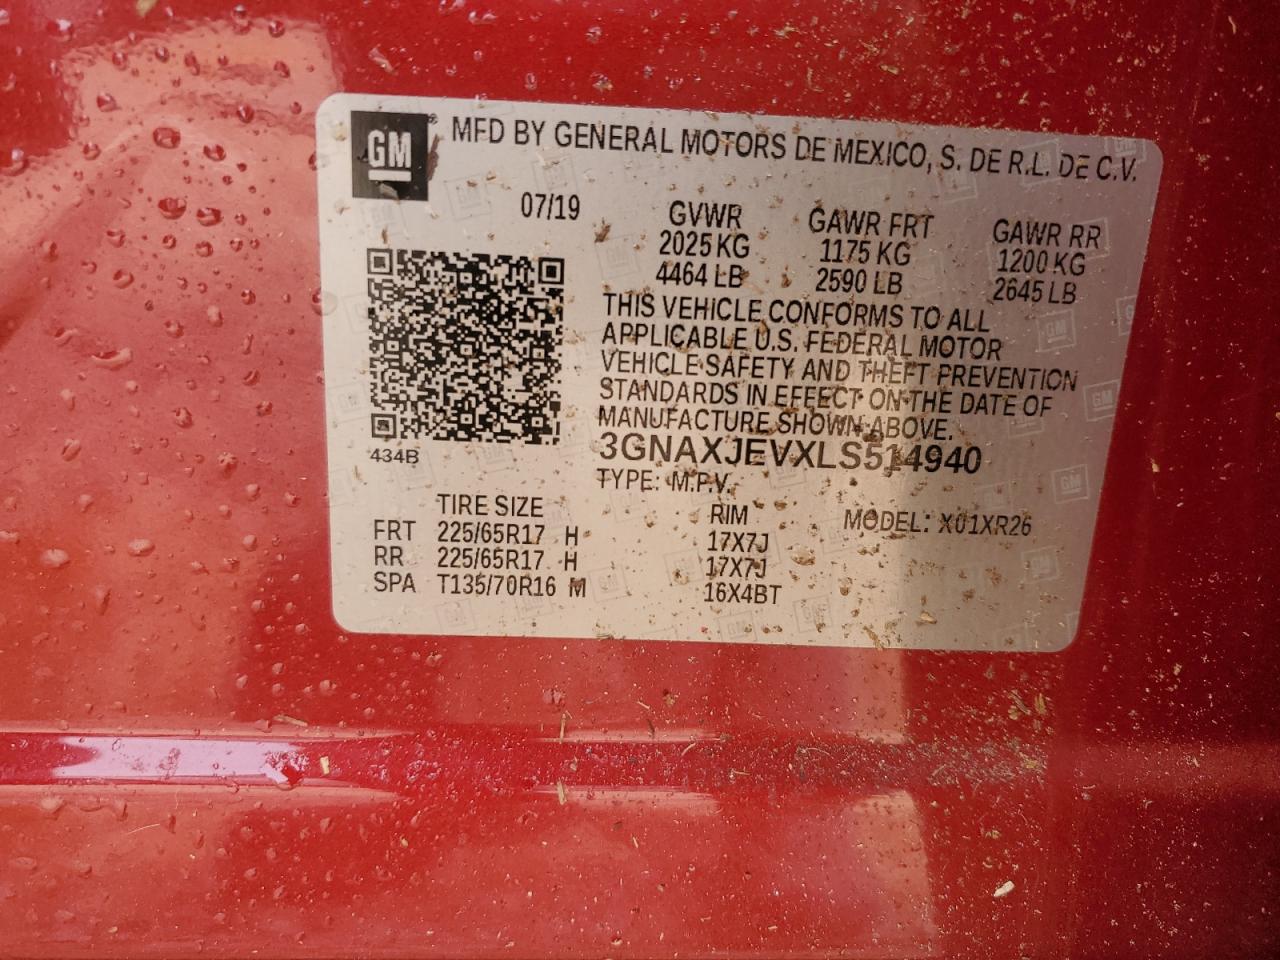 GM
MFD BY GENERAL MOTORS DE MEXICO, S. DE R.L. DE C.V.
07/19
GVWR GAWR FRT GAWR RR
2025 KG 1175 KG 1200 KG
4464 LB 2590 LB 2645 LB
THIS VEHICLE CONFORMS TO ALL
APPLICABLE U.S. FEDERAL MOTOR
VEHICLE SAFETY AND THEFT PREVENTION
STANDARDS IN EFFECT ON THE DATE OF
MANUFACTURE SHOWN ABOVE.
434B
3GNAXJEVXLS514940
TYPE: M.P.V.
TIRE SIZE RIM MODEL: X01XR26
FRT 225/65R17 H 17X7J
RR 225/65R17 H 17X7J
SPA T135/70R16 M 16X4BT